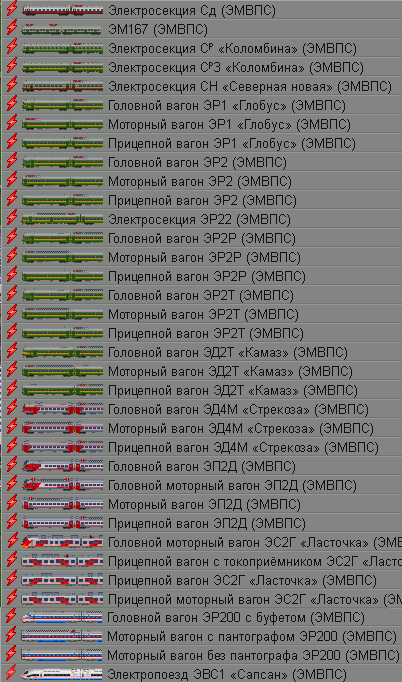 Электросекция Сд (ЭМВПС)
ЭМ167 (ЭМВПС)
Электросекция Сᴾ «Коломбина» (ЭМВПС)
Электросекция СᴾЗ «Коломбина» (ЭМВПС)
Электросекция СН «Северная новая» (ЭМВПС)
Головной вагон ЭР1 «Глобус» (ЭМВПС)
Моторный вагон ЭР1 «Глобус» (ЭМВПС)
Прицепной вагон ЭР1 «Глобус» (ЭМВПС)
Головной вагон ЭР2 (ЭМВПС)
Моторный вагон ЭР2 (ЭМВПС)
Прицепной вагон ЭР2 (ЭМВПС)
Электросекция ЭР22 (ЭМВПС)
Головной вагон ЭР2Р (ЭМВПС)
Моторный вагон ЭР2Р (ЭМВПС)
Прицепной вагон ЭР2Р (ЭМВПС)
Головной вагон ЭР2Т (ЭМВПС)
Моторный вагон ЭР2Т (ЭМВПС)
Прицепной вагон ЭР2Т (ЭМВПС)
Головной вагон ЭД2Т «Камаз» (ЭМВПС)
Моторный вагон ЭД2Т «Камаз» (ЭМВПС)
Прицепной вагон ЭД2Т «Камаз» (ЭМВПС)
Головной вагон ЭД4М «Стрекоза» (ЭМВПС)
Моторный вагон ЭД4М «Стрекоза» (ЭМВПС)
Прицепной вагон ЭД4М «Стрекоза» (ЭМВПС)
Головной вагон ЭП2Д (ЭМВПС)
Головной моторный вагон ЭП2Д (ЭМВПС)
Моторный вагон ЭП2Д (ЭМВПС)
Прицепной вагон ЭП2Д (ЭМВПС)
Головной моторный вагон ЭС2Г «Ласточка» (ЭМВ
Прицепной вагон с токоприёмником ЭС2Г «Ласто
Прицепной вагон ЭС2Г «Ласточка» (ЭМВПС)
Прицепной моторный вагон ЭС2Г «Ласточка» (ЭМ
Головной вагон ЭР200 с буфетом (ЭМВПС)
Моторный вагон с пантографом ЭР200 (ЭМВПС)
Моторный вагон без пантографа ЭР200 (ЭМВПС)
Электропоезд ЭВС1 «Сапсан» (ЭМВПС)